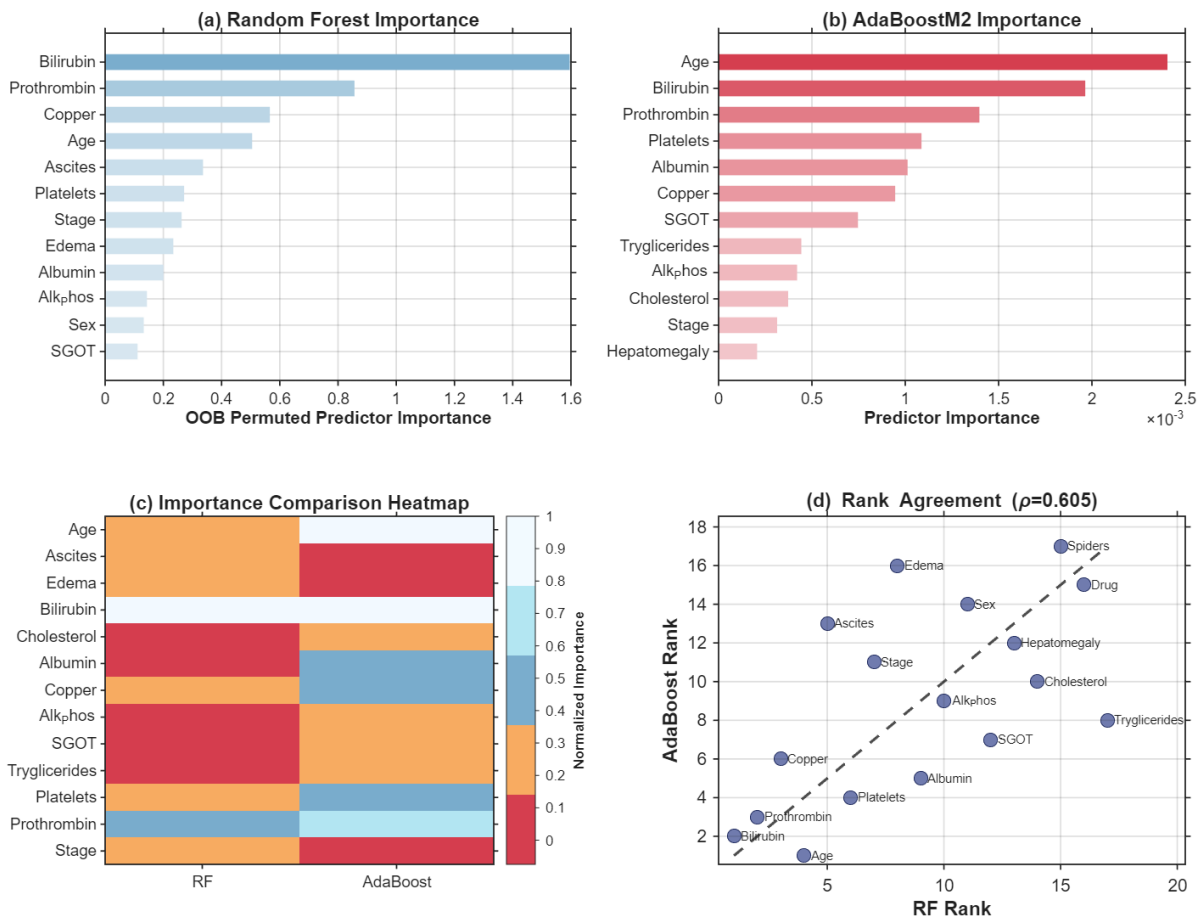 (a) Random Forest Importance
Bilirubin
Prothrombin
Copper
Age
Ascites
Platelets
Stage
Edema
Albumin
AlkPhos
Sex
SGOT
0 0.2 0.4 0.6 0.8 1 1.2 1.4 1.6
OOB Permuted Predictor Importance
(b) AdaBoostM2 Importance
Age
Bilirubin
Prothrombin
Platelets
Albumin
Copper
SGOT
Tryglicerides
Alkphos
Cholesterol
Stage
Hepatomegaly
0 0.5 1 1.5 2 2.5
Predictor Importance ×10-3
(c) Importance Comparison Heatmap
Age
Ascites
Edema
Bilirubin
Cholesterol
Albumin
Copper
AlkPhos
SGOT
Tryglicerides
Platelets
Prothrombin
Stage
RF AdaBoost
1
0.9
0.8
0.7
0.6
0.5
0.4
0.3
0.2
0.1
0
Normalized Importance
(d) Rank Agreement (ρ=0.605)
AdaBoost Rank
18
16
14
12
10
8
6
4
2
Spiders
Edema
Drug
Sex
Ascites
Hepatomegaly
Stage
Cholesterol
AlkPhos
Tryglicerides
SGOT
Copper
Albumin
Platelets
Prothrombin
Bilirubin
Age
5 10 15 20
RF Rank